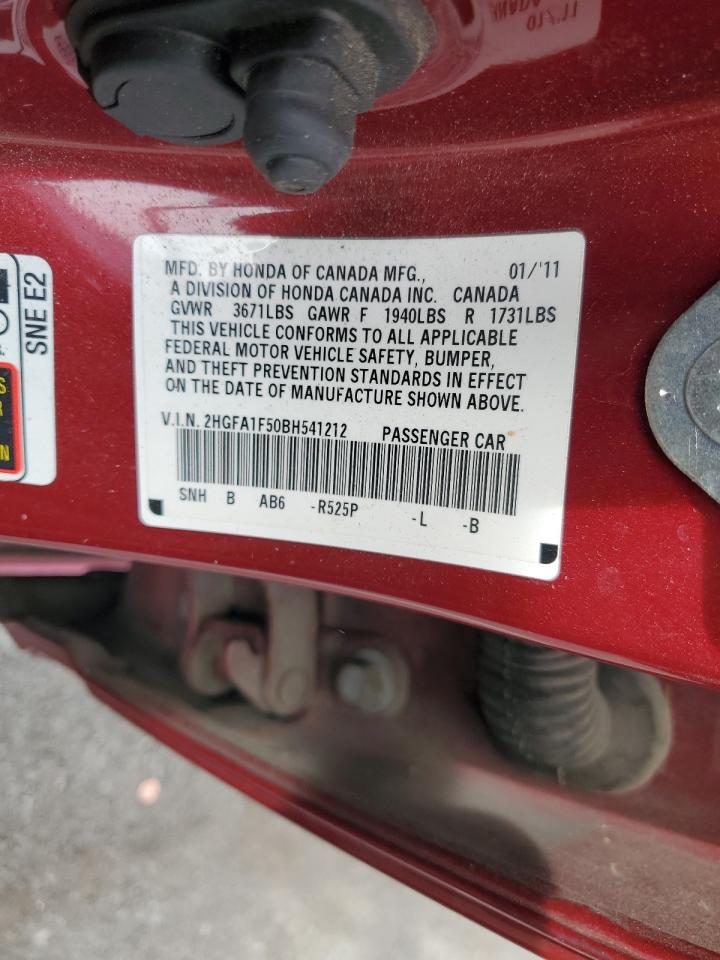 MFD. BY HONDA OF CANADA MFG., 01/'11
A DIVISION OF HONDA CANADA INC. CANADA
GVWR 3671LBS GAWR F 1940LBS R 1731LBS
THIS VEHICLE CONFORMS TO ALL APPLICABLE
FEDERAL MOTOR VEHICLE SAFETY, BUMPER,
AND THEFT PREVENTION STANDARDS IN EFFECT
ON THE DATE OF MANUFACTURE SHOWN ABOVE.
V.I.N. 2HGFA1F50BH541212 PASSENGER CAR
SNH B AB6 -R525P -L -B
SNE E2